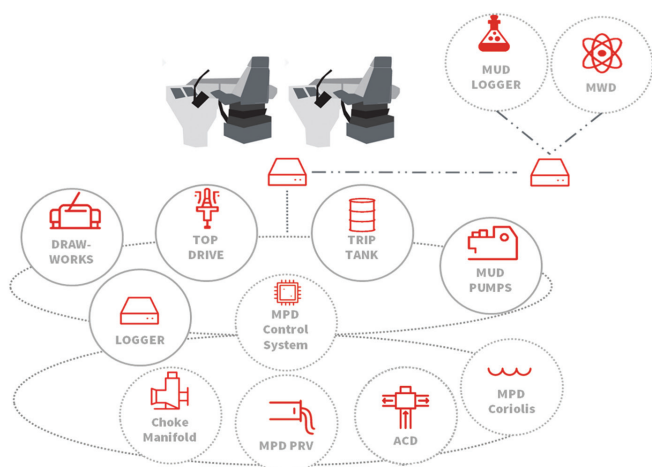 MUD
LOGGER
MWD
DRAW-
WORKS
TOP
DRIVE
TRIP
TANK
MUD
PUMPS
LOGGER
MPD
Control
System
Choke
Manifold
MPD PRV
ACD
MPD
Coriolis